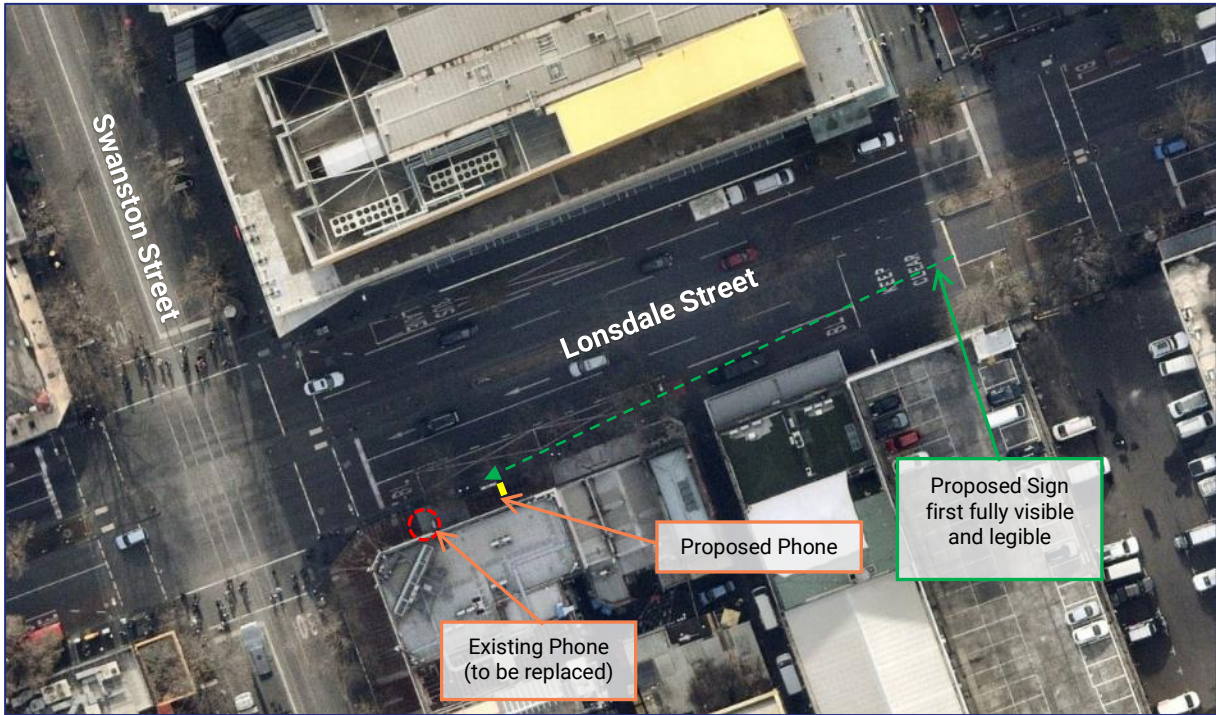 Swanston Street
Lonsdale Street
KEEP
CLEAR
Proposed Sign
first fully visible
and legible
Proposed Phone
Existing Phone
(to be replaced)